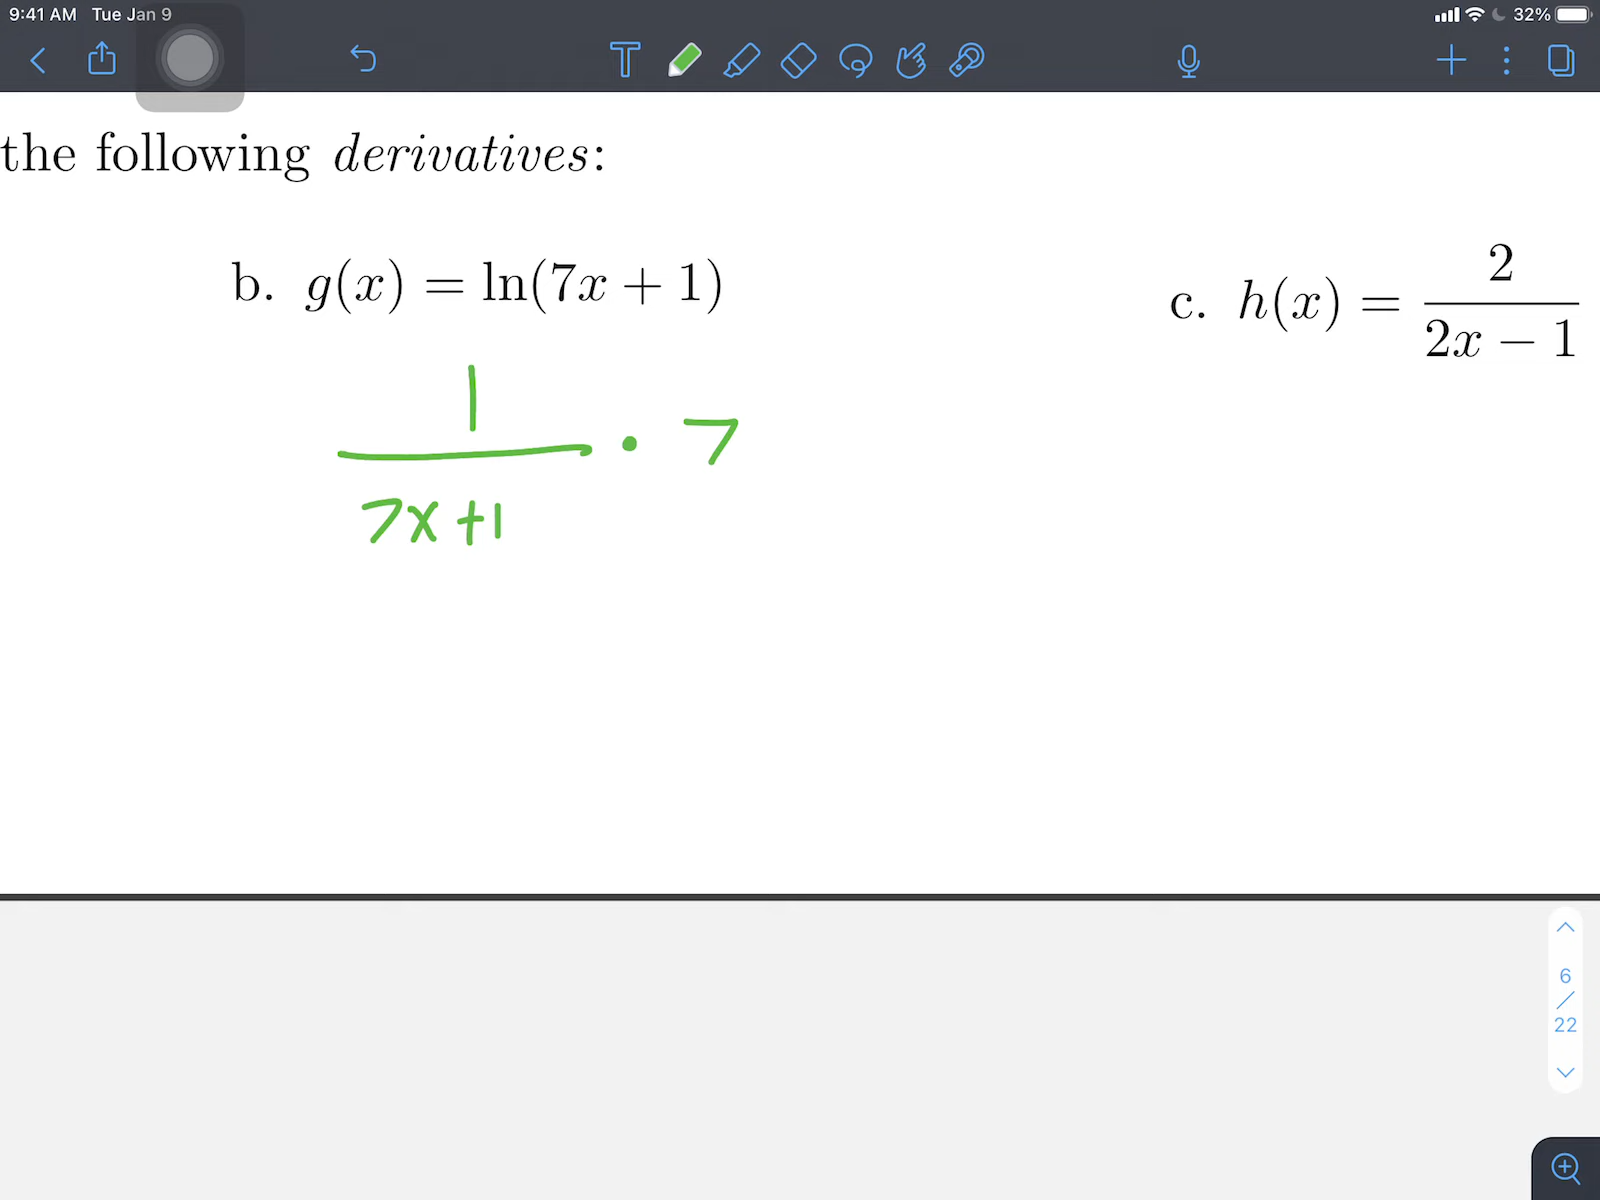 9:41 AM Tue Jan 9
32%
the following derivatives:
b. g(x) = ln(7x + 1)
c. h(x) = 2/(2x − 1)
1/(7x+1) · 7
6
/
22